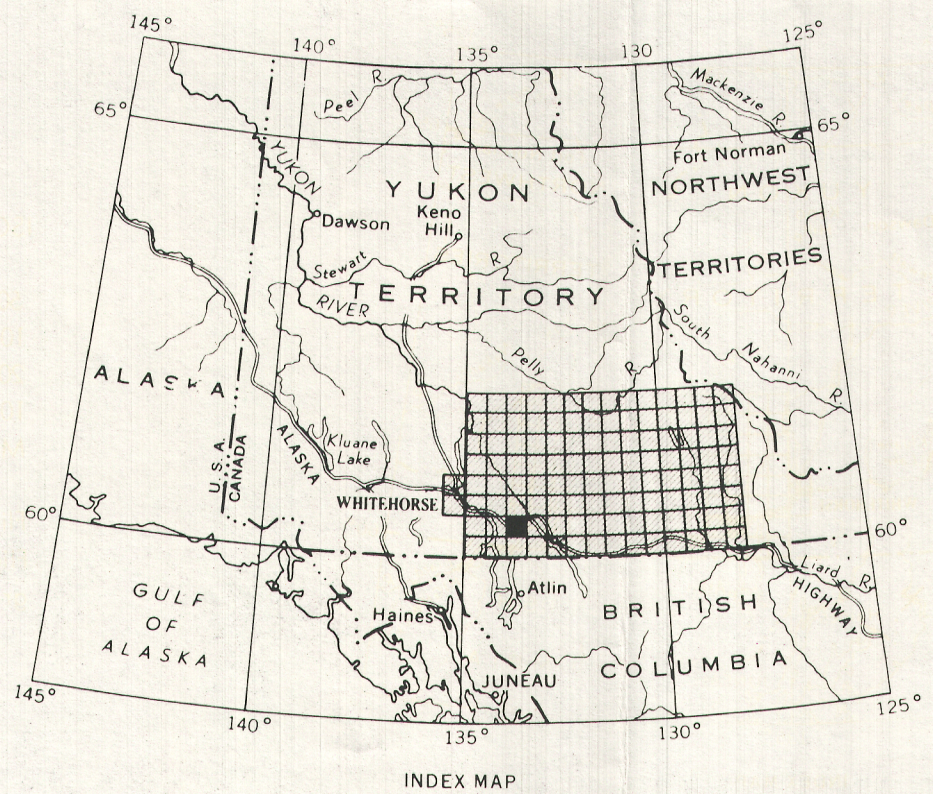 145°
140°
135°
130
125°
Peel R.
Mackenzie R.
65°
65°
YUKON
Fort Norman
NORTHWEST
YUKON
Keno
Hill
Dawson
Stewart R.
TERRITORIES
TERRITORY
RIVER
South Nahanni R.
Pelly R.
ALASKA
U.S.A.
CANADA
ALASKA
Kluane
Lake
WHITEHORSE
60°
60°
Liard R.
HIGHWAY
Atlin
GULF
OF
ALASKA
Haines
BRITISH
COLUMBIA
JUNEAU
145°
140°
135°
130°
125°
INDEX MAP